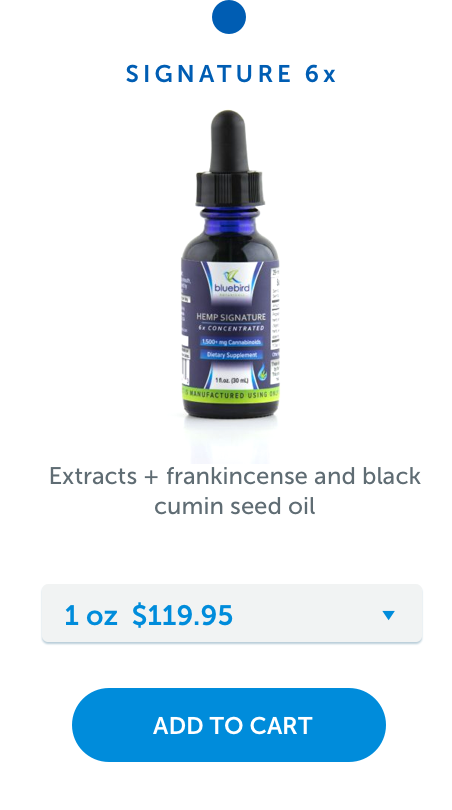 SIGNATURE 6x
bluebird
HEMP SIGNATURE
6x CONCENTRATED
1,500+ mg Cannabinoids
Dietary Supplement
1 fl.oz. (30 mL)
MANUFACTURED USING
Extracts + frankincense and black
cumin seed oil
1 oz $119.95
ADD TO CART